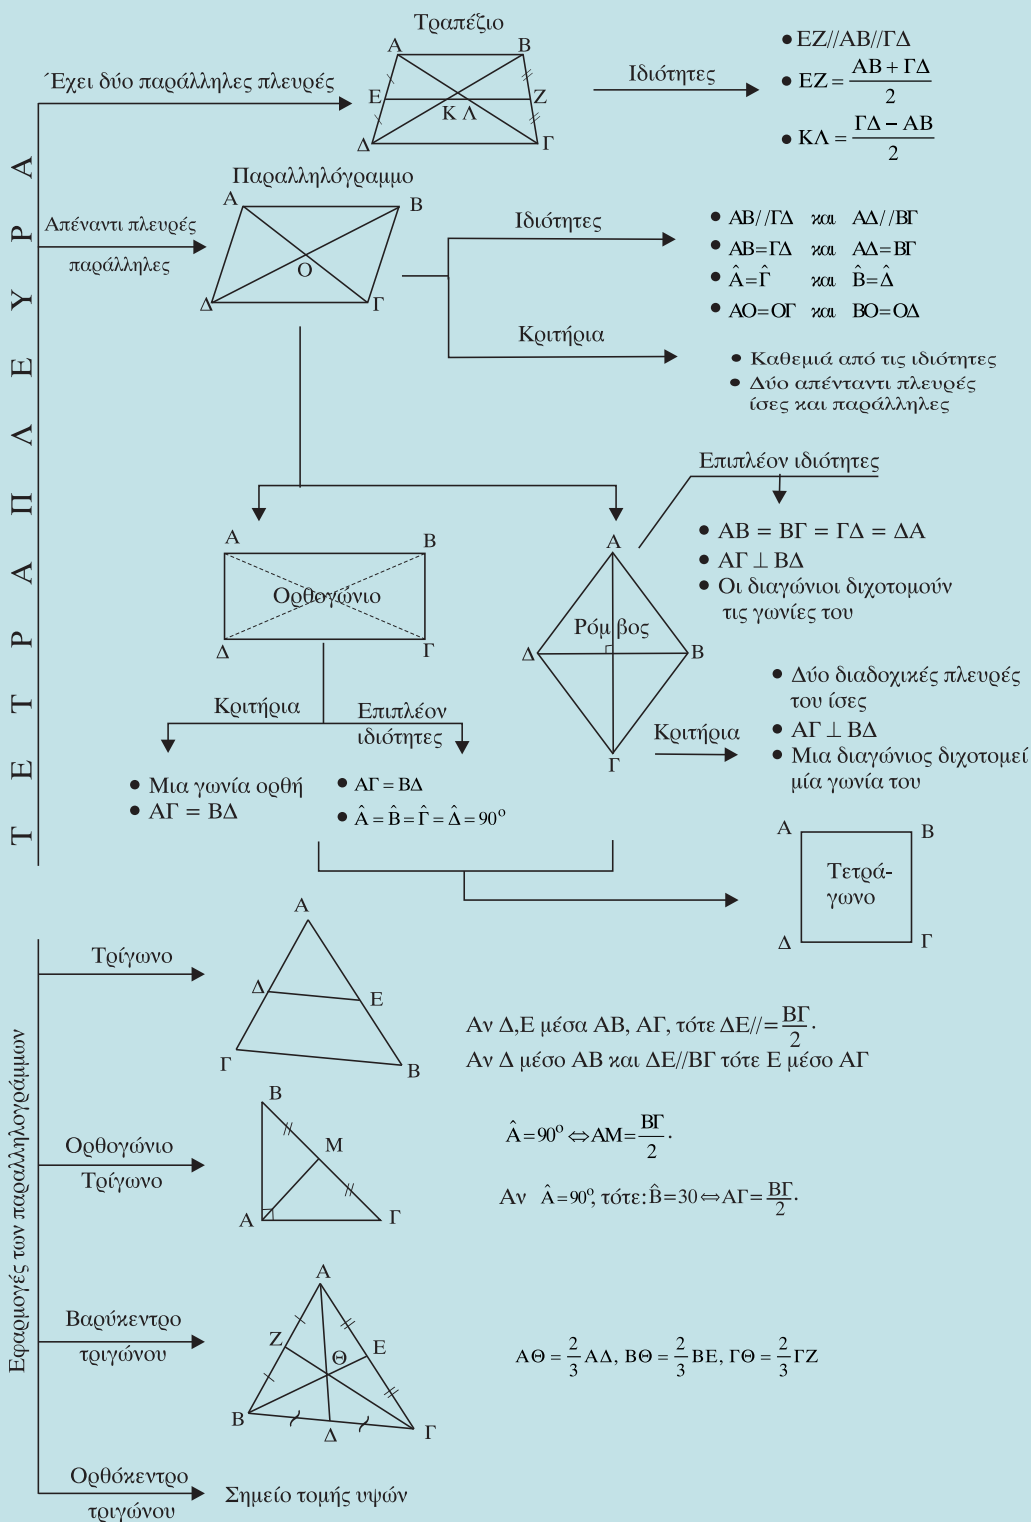 Τραπέζιο
Α Β
Έχει δύο παράλληλες πλευρές
Ε Ζ
Κ Λ
Δ Γ
Ιδιότητες
• ΕΖ//ΑΒ//ΓΔ
• ΕΖ = (ΑΒ + ΓΔ)/2
• ΚΛ = (ΓΔ – ΑΒ)/2
ΤΕΤΡΑΠΛΕΥΡΑ
Παραλληλόγραμμο
Α Β
Απέναντι πλευρές
παράλληλες
Ο
Δ Γ
Ιδιότητες
• ΑΒ//ΓΔ και ΑΔ//ΒΓ
• ΑΒ=ΓΔ και ΑΔ=ΒΓ
• Â=Γ̂ και Β̂=Δ̂
• ΑΟ=ΟΓ και ΒΟ=ΟΔ
Κριτήρια
• Καθεμιά από τις ιδιότητες
• Δύο απένταντι πλευρές
ίσες και παράλληλες
Α Β
Ορθογώνιο
Δ Γ
Κριτήρια
• Μια γωνία ορθή
• ΑΓ = ΒΔ
Επιπλέον
ιδιότητες
• ΑΓ = ΒΔ
• Â = Β̂ = Γ̂ = Δ̂ = 90°
Επιπλέον ιδιότητες
• ΑΒ = ΒΓ = ΓΔ = ΔΑ
• ΑΓ ⊥ ΒΔ
• Οι διαγώνιοι διχοτομούν
τις γωνίες του
Α
Ρόμβος
Δ Β
Γ
Κριτήρια
• Δύο διαδοχικές πλευρές
του ίσες
• ΑΓ ⊥ ΒΔ
• Μια διαγώνιος διχοτομεί
μία γωνία του
Α Β
Τετρά-
γωνο
Δ Γ
Εφαρμογές των παραλληλογράμμων
Τρίγωνο
Α
Δ Ε
Γ Β
Αν Δ,Ε μέσα ΑΒ, ΑΓ, τότε ΔΕ//= ΒΓ/2.
Αν Δ μέσο ΑΒ και ΔΕ//ΒΓ τότε Ε μέσο ΑΓ
Ορθογώνιο
Τρίγωνο
Β
Μ
Α Γ
Â = 90° ⇔ ΑΜ = ΒΓ/2.
Αν Â = 90°, τότε: Β̂ = 30 ⇔ ΑΓ = ΒΓ/2.
Βαρύκεντρο
τριγώνου
Α
Ζ Ε
Θ
Β Δ Γ
ΑΘ = 2/3 ΑΔ, ΒΘ = 2/3 ΒΕ, ΓΘ = 2/3 ΓΖ
Ορθόκεντρο
τριγώνου
Σημείο τομής υψών